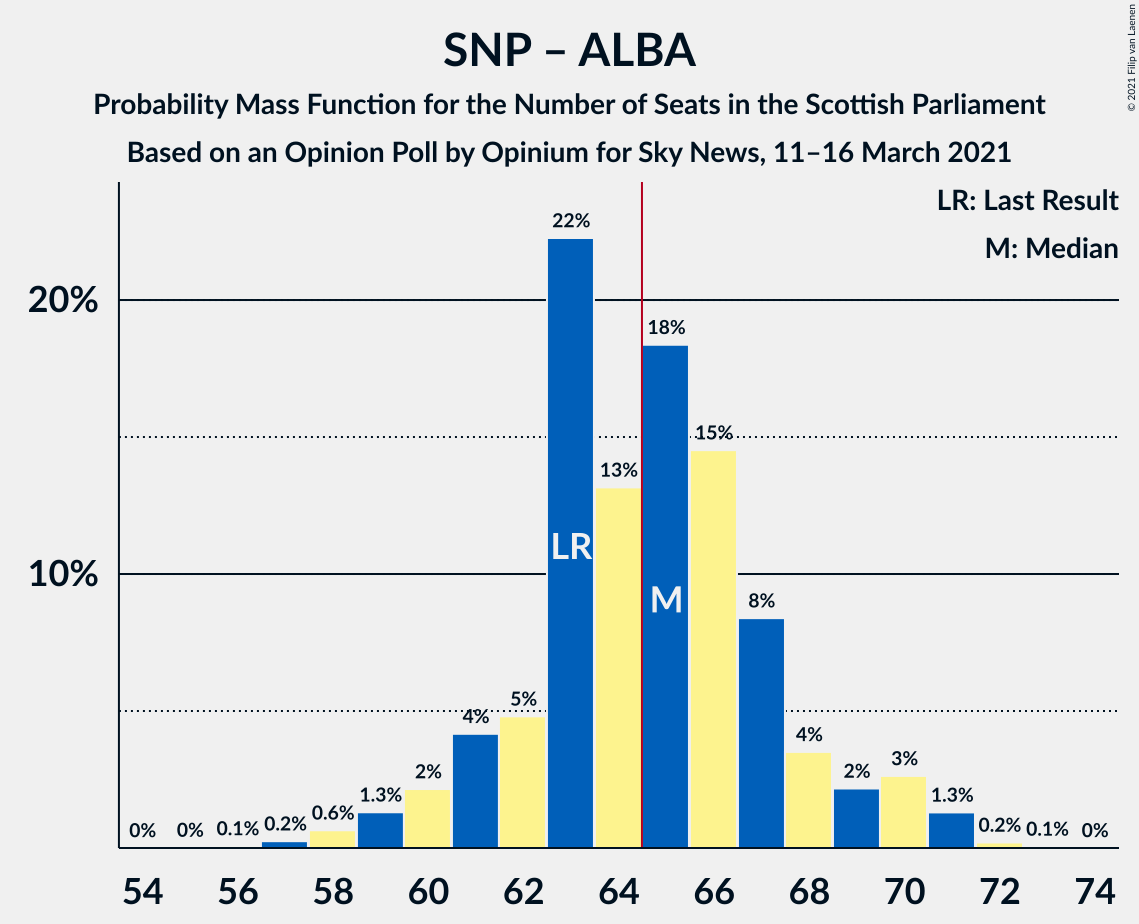 SNP – ALBA
Probability Mass Function for the Number of Seats in the Scottish Parliament
Based on an Opinion Poll by Opinium for Sky News, 11–16 March 2021
© 2021 Filip van Laenen
LR: Last Result
M: Median
20%
10%
0%
0%
0.1%
0.2%
0.6%
1.3%
2%
4%
5%
22%
13%
18%
15%
8%
4%
2%
3%
1.3%
0.2%
0.1%
0%
LR
M
54 56 58 60 62 64 66 68 70 72 74